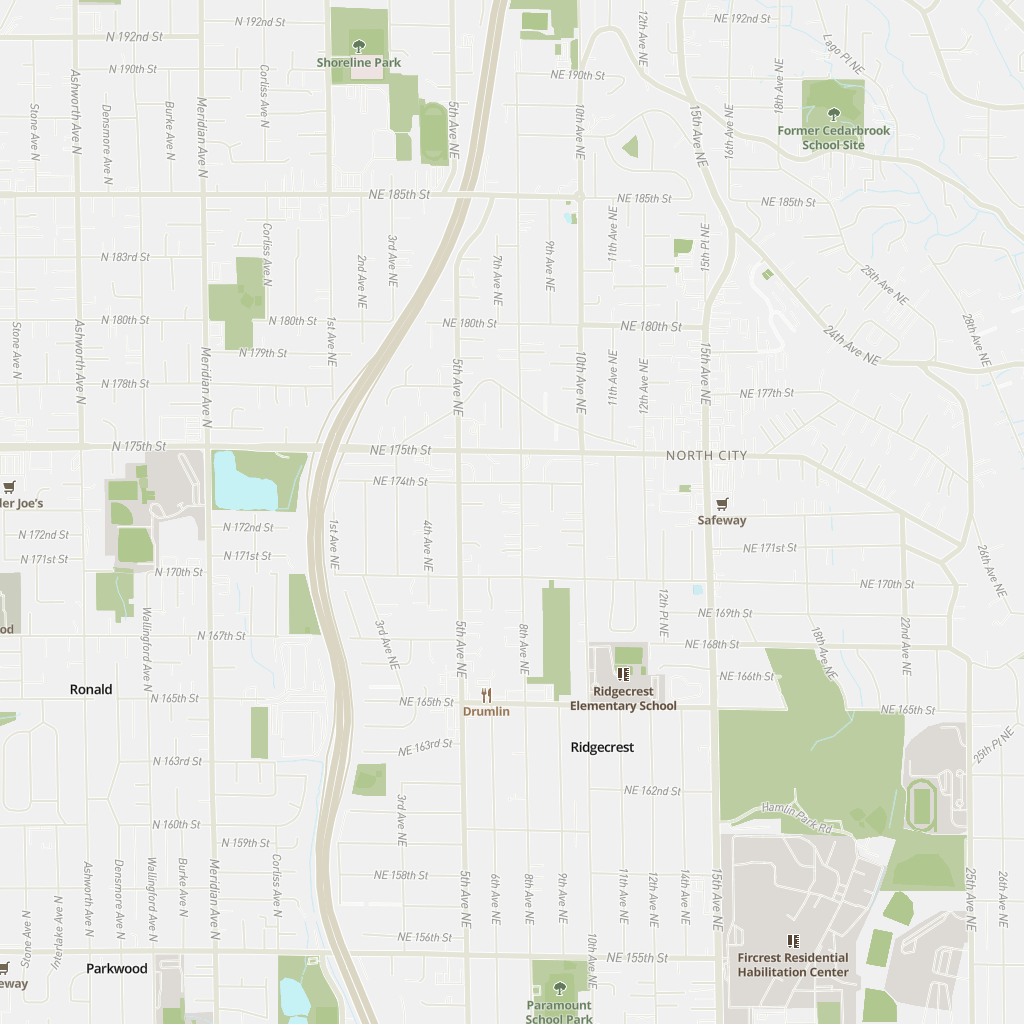 N 192nd St
NE 192nd St
N 192nd St
12th Ave NE
Lago Pl NE
Shoreline Park
N 190th St
NE 190th St
18th Ave NE
Corliss Ave N
Ashworth Ave N
Meridian Ave N
Stone Ave N
Densmore Ave N
Burke Ave N
5th Ave NE
10th Ave NE
15th Ave NE
16th Ave NE
Former Cedarbrook
School Site
NE 185th St
NE 185th St
NE 185th St
11th Ave NE
15th Pl NE
Corliss Ave N
3rd Ave NE
2nd Ave NE
7th Ave NE
9th Ave NE
N 183rd St
25th Ave NE
N 180th St
N 180th St
NE 180th St
NE 180th St
1st Ave NE
28th Ave NE
24th Ave NE
Stone Ave N
Ashworth Ave N
Meridian Ave N
N 179th St
5th Ave NE
10th Ave NE
11th Ave NE
12th Ave NE
15th Ave NE
N 178th St
NE 177th St
N 175th St
NE 175th St
NORTH CITY
NE 174th St
der Joe's
Safeway
N 172nd St
N 172nd St
1st Ave NE
4th Ave NE
N 171st St
N 171st St
NE 171st St
26th Ave NE
N 170th St
NE 170th St
12th Pl NE
NE 169th St
Wallingford Ave N
od
N 167th St
3rd Ave NE
5th Ave NE
8th Ave NE
NE 168th St
18th Ave NE
22nd Ave NE
NE 166th St
Ronald
N 165th St
NE 165th St
Drumlin
Ridgecrest
Elementary School
NE 165th St
25th Pl NE
Ridgecrest
NE 163rd St
N 163rd St
NE 162nd St
3rd Ave NE
Hamlin Park Rd
N 160th St
N 159th St
Ashworth Ave N
Densmore Ave N
Wallingford Ave N
Burke Ave N
Meridian Ave N
Corliss Ave N
NE 158th St
5th Ave NE
6th Ave NE
8th Ave NE
9th Ave NE
11th Ave NE
12th Ave NE
14th Ave NE
15th Ave NE
25th Ave NE
26th Ave NE
Stone Ave N
Interlake Ave N
NE 156th St
10th Ave NE
NE 155th St
Fircrest Residential
Habilitation Center
Parkwood
eway
Paramount
School Park